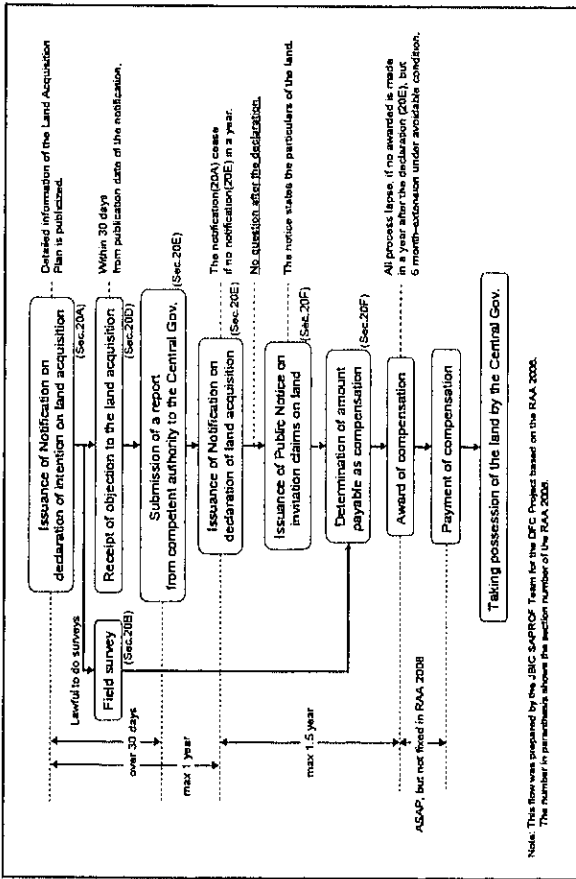 Issuance of Notification on
declaration of intention on land acquisition
(Sec.20A)
Detailed information of the Land Acquisition
Plan is publicized.
Lawful to do surveys
Field survey
(Sec.20B)
Receipt of objection to the land acquisition
(Sec.20D)
Within 30 days
from publication date of the notification.
over 30 days
Submission of a report
from competent authority to the Central Gov.
(Sec.20E)
max 1 year
Issuance of Notification on
declaration of land acquisition
(Sec.20E)
The notification(20A) cease
if no notification(20E) in a year.
No question after the declaration.
Issuance of Public Notice on
invitation claims on land
(Sec.20F)
The notice states the particulars of the land.
Determination of amount
payable as compensation
(Sec.20F)
max 1.5 year
Award of compensation
All process lapse, if no awarded is made
in a year after the declaration (20E), but
6 month-extension under avoidable condition.
ASAP, but not fixed in RAA 2008
Payment of compensation
Taking possession of the land by the Central Gov.
Note: This flow was prepared by the JBIC SAPROF Team for the DFC Project based on the RAA 2008.
The number in paranthesis shows the section number of the RAA 2008.